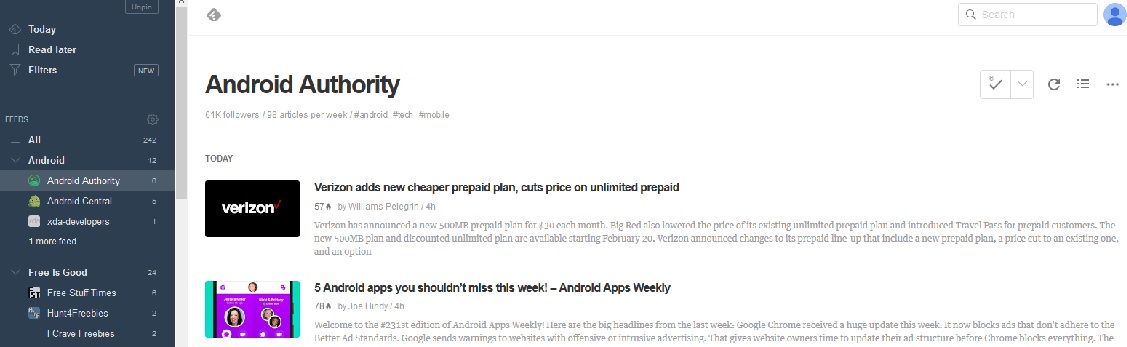 Unpin
Today
Read later
Filters NEW
FEEDS
All 242
Android 12
Android Authority 6
Android Central 5
xda-developers 1
1 more feed
Free Is Good 24
Free Stuff Times 6
Hunt4Freebies 2
I Crave Freebies 2
Search
Android Authority
61K followers / 98 articles per week / #android #tech #mobile
6
TODAY
verizon
Verizon adds new cheaper prepaid plan, cuts price on unlimited prepaid
57 by Williams Pelegrin / 4h
Verizon has announced a new 500MB prepaid plan for $30 each month. Big Red also lowered the price of its existing unlimited prepaid plan and introduced Travel Pass for prepaid customers. The
new 500MB plan and discounted unlimited plan are available starting February 20. Verizon announced changes to its prepaid line-up that include a new prepaid plan, a price cut to an existing one,
and an option
5 Android apps you shouldn't miss this week! – Android Apps Weekly
78 by Joe Hindy / 4h
Welcome to the #231st edition of Android Apps Weekly! Here are the big headlines from the last week: Google Chrome received a huge update this week. It now blocks ads that don't adhere to the
Better Ad Standards. Google sends warnings to websites with offensive or intrusive advertising. That gives website owners time to update their ad structure before Chrome blocks everything. The